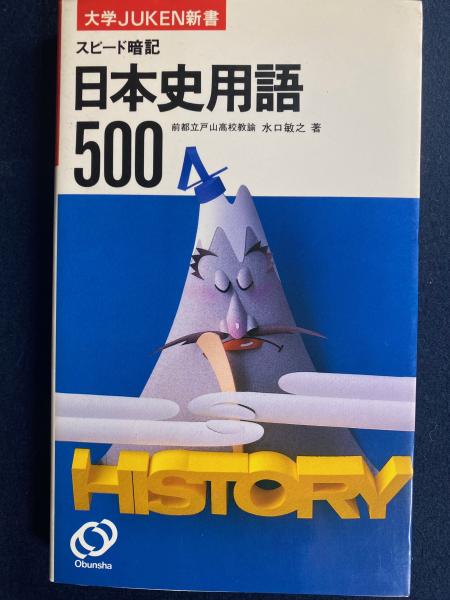 大学JUKEN新書
スピード暗記
日本史用語
500
前都立戸山高校教諭 水口敏之 著
HISTORY
Obunsha